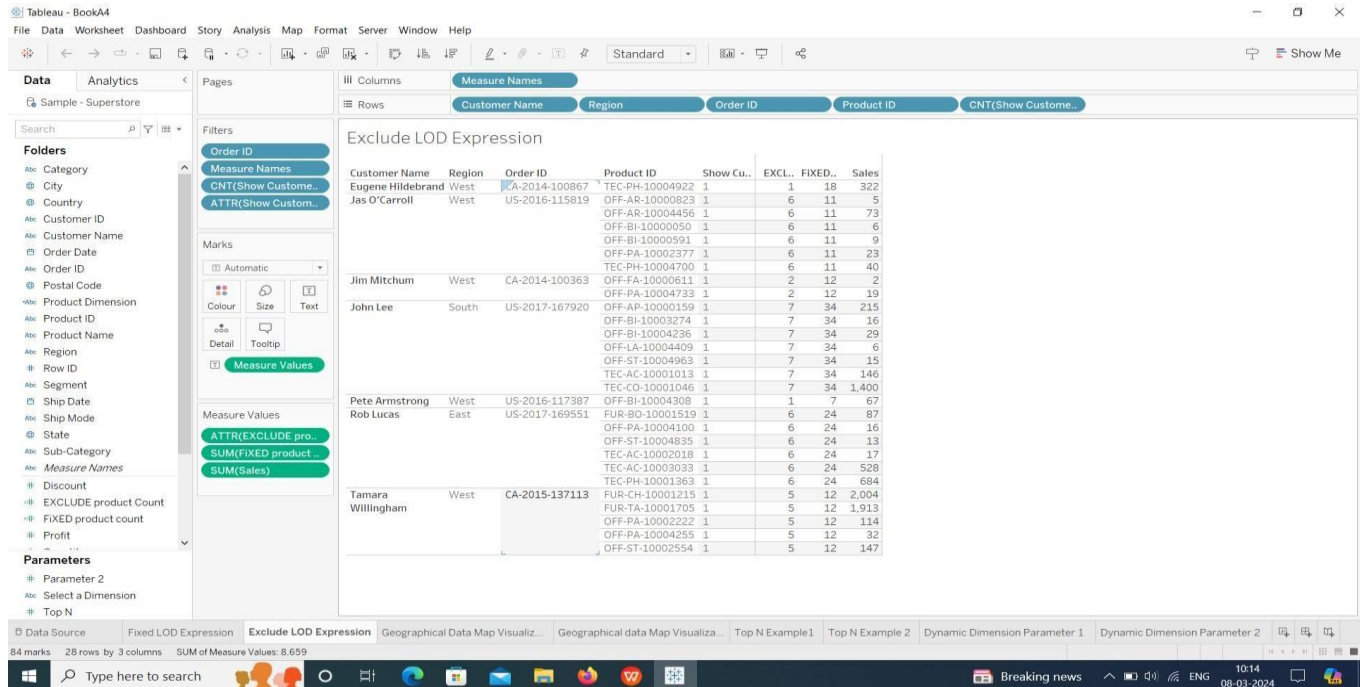 Tableau - BookA4
File Data Worksheet Dashboard Story Analysis Map Format Server Window Help
Standard
Show Me
Data Analytics
Sample - Superstore
Search
Folders
Abc Category
City
Country
Abc Customer ID
Abc Customer Name
Order Date
Abc Order ID
Postal Code
Abc Product Dimension
Abc Product ID
Abc Product Name
Abc Region
# Row ID
Abc Segment
Ship Date
Abc Ship Mode
State
Abc Sub-Category
Abc Measure Names
# Discount
EXCLUDE product Count
FiXED product count
# Profit
Parameters
# Parameter 2
Abc Select a Dimension
# Top N
Pages
Filters
Order ID
Measure Names
CNT(Show Custome..
ATTR(Show Custom..
Marks
Automatic
Colour Size Text
Detail Tooltip
Measure Values
Measure Values
ATTR(EXCLUDE pro..
SUM(FiXED product ..
SUM(Sales)
Columns Measure Names
Rows Customer Name Region Order ID Product ID CNT(Show Custome..
Exclude LOD Expression
Customer Name Region Order ID Product ID Show Cu.. EXCL.. FiXED.. Sales
Eugene Hildebrand West CA-2014-100867 TEC-PH-10004922 1 1 18 322
Jas O'Carroll West US-2016-115819 OFF-AR-10000823 1 6 11 5
OFF-AR-10004456 1 6 11 73
OFF-BI-10000050 1 6 11 6
OFF-BI-10000591 1 6 11 9
OFF-PA-10002377 1 6 11 23
TEC-PH-10004700 1 6 11 40
Jim Mitchum West CA-2014-100363 OFF-FA-10000611 1 2 12 2
OFF-PA-10004733 1 2 12 19
John Lee South US-2017-167920 OFF-AP-10000159 1 7 34 215
OFF-BI-10003274 1 7 34 16
OFF-BI-10004236 1 7 34 29
OFF-LA-10004409 1 7 34 6
OFF-ST-10004963 1 7 34 15
TEC-AC-10001013 1 7 34 146
TEC-CO-10001046 1 7 34 1,400
Pete Armstrong West US-2016-117387 OFF-BI-10004308 1 1 7 67
Rob Lucas East US-2017-169551 FUR-BO-10001519 1 6 24 87
OFF-PA-10004100 1 6 24 16
OFF-ST-10004835 1 6 24 13
TEC-AC-10002018 1 6 24 17
TEC-AC-10003033 1 6 24 528
TEC-PH-10001363 1 6 24 684
Tamara West CA-2015-137113 FUR-CH-10001215 1 5 12 2,004
Willingham FUR-TA-10001705 1 5 12 1,913
OFF-PA-10002222 1 5 12 114
OFF-PA-10004255 1 5 12 32
OFF-ST-10002554 1 5 12 147
Data Source Fixed LOD Expression Exclude LOD Expression Geographical Data Map Visualiz... Geographical data Map Visualiza... Top N Example1 Top N Example 2 Dynamic Dimension Parameter 1 Dynamic Dimension Parameter 2
84 marks 28 rows by 3 columns SUM of Measure Values: 8.659
Type here to search
Breaking news
ENG
10:14
08-03-2024